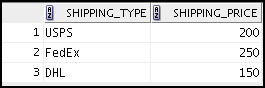 SHIPPING_TYPE SHIPPING_PRICE
1 USPS 200
2 FedEx 250
3 DHL 150